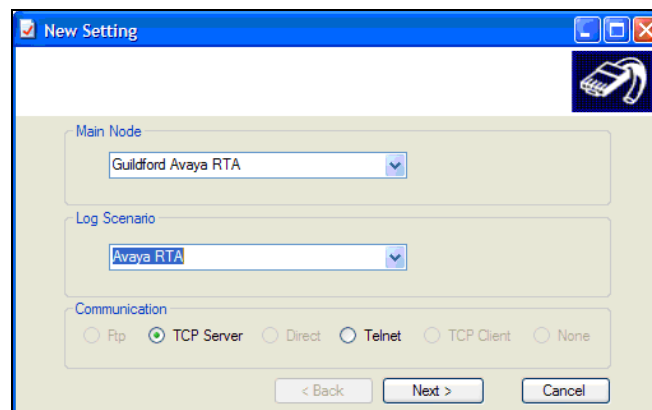 New Setting
Main Node
Guildford Avaya RTA
Log Scenario
Avaya RTA
Communication
Ftp TCP Server Direct Telnet TCP Client None
< Back Next > Cancel